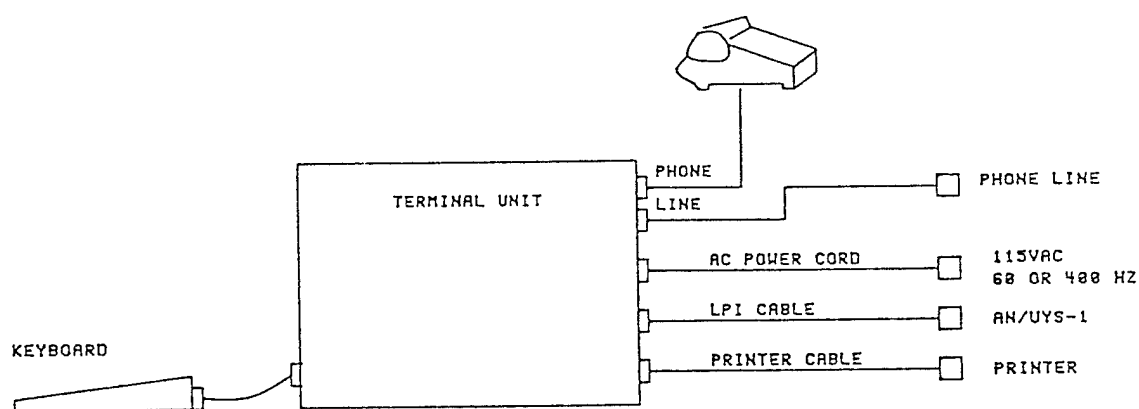 PHONE
TERMINAL UNIT
LINE
PHONE LINE
AC POWER CORD
115VAC
60 OR 400 HZ
LPI CABLE
AN/UYS-1
KEYBOARD
PRINTER CABLE
PRINTER